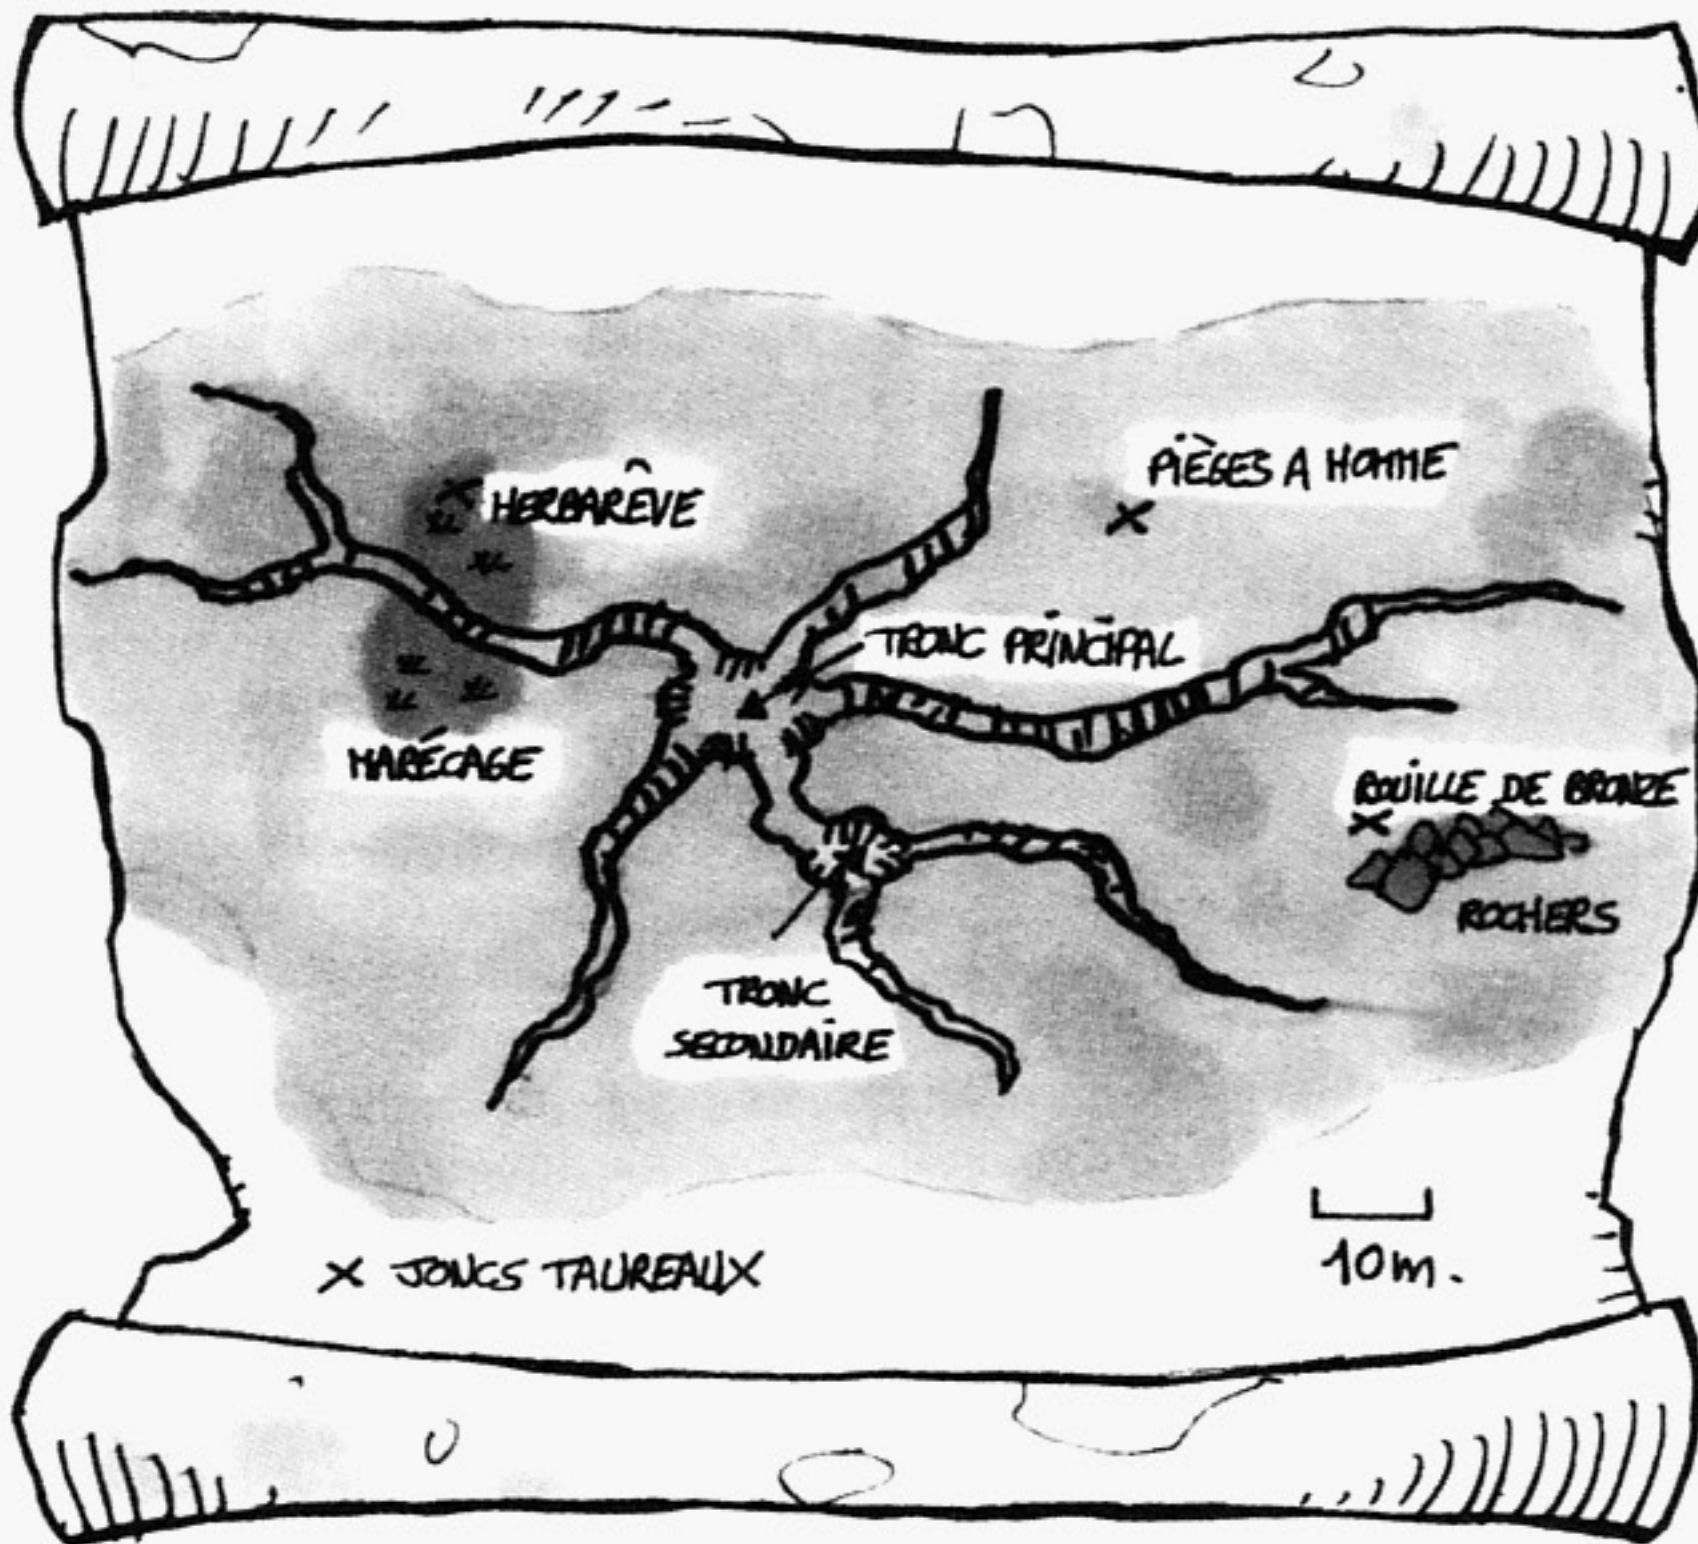 PIÈGES A HOMME
HERBARÊVE
TRONC PRINCIPAL
MARÉCAGE
ROUILLE DE BRONZE
ROCHERS
TRONC
SECONDAIRE
10m.
X JONCS TAUREAUX